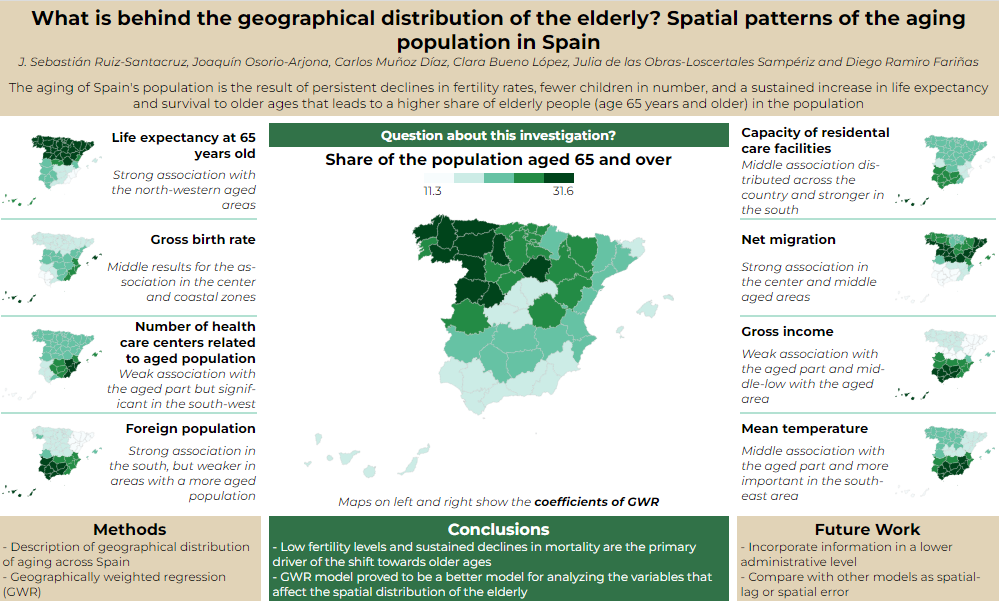 What is behind the geographical distribution of the elderly? Spatial patterns of the aging
population in Spain
J. Sebastián Ruiz-Santacruz, Joaquín Osorio-Arjona, Carlos Muñoz Díaz, Clara Bueno López, Julia de las Obras-Loscertales Sampériz and Diego Ramiro Fariñas
The aging of Spain's population is the result of persistent declines in fertility rates, fewer children in number, and a sustained increase in life expectancy
and survival to older ages that leads to a higher share of elderly people (age 65 years and older) in the population
Life expectancy at 65
years old
Strong association with
the north-western aged
areas
Gross birth rate
Middle results for the as-
sociation in the center
and coastal zones
Number of health
care centers related
to aged population
Weak association with
the aged part but signif-
icant in the south-west
Foreign population
Strong association in
the south, but weaker in
areas with a more aged
population
Question about this investigation?
Share of the population aged 65 and over
11.3
31.6
Maps on left and right show the coefficients of GWR
Capacity of residental
care facilities
Middle association dis-
tributed across the
country and stronger in
the south
Net migration
Strong association in
the center and middle
aged areas
Gross income
Weak association with
the aged part and mid-
dle-low with the aged
area
Mean temperature
Middle association with
the aged part and more
important in the south-
east area
Methods
- Description of geographical distribution
of aging across Spain
- Geographically weighted regression
(GWR)
Conclusions
- Low fertility levels and sustained declines in mortality are the primary
driver of the shift towards older ages
- GWR model proved to be a better model for analyzing the variables that
affect the spatial distribution of the elderly
Future Work
- Incorporate information in a lower
administrative level
- Compare with other models as spatial-
lag or spatial error